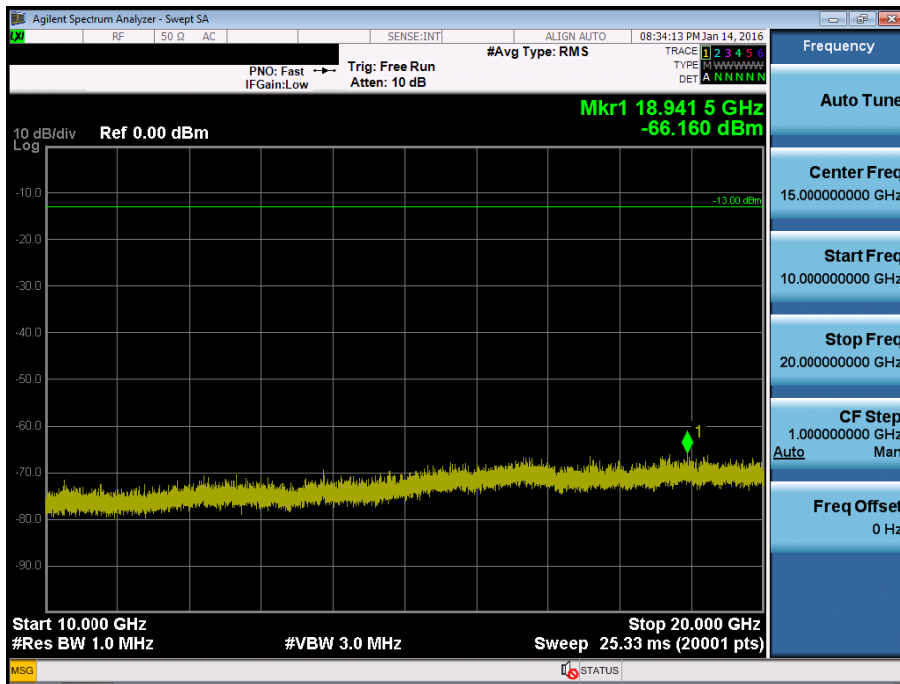 Agilent Spectrum Analyzer - Swept SA
LXI RF 50 Ω AC SENSE:INT ALIGN AUTO 08:34:13 PM Jan 14, 2016
PNO: Fast
IFGain:Low
Trig: Free Run
Atten: 10 dB
#Avg Type: RMS
TRACE 1 2 3 4 5 6
TYPE M WWWWW
DET A N N N N N
Mkr1 18.941 5 GHz
-66.160 dBm
10 dB/div Ref 0.00 dBm
Log
-10.0
-13.00 dBm
-20.0
-30.0
-40.0
-50.0
-60.0
1
-70.0
-80.0
-90.0
Start 10.000 GHz Stop 20.000 GHz
#Res BW 1.0 MHz #VBW 3.0 MHz Sweep 25.33 ms (20001 pts)
MSG STATUS
Frequency
Auto Tune
Center Freq
15.000000000 GHz
Start Freq
10.000000000 GHz
Stop Freq
20.000000000 GHz
CF Step
1.000000000 GHz
Auto Man
Freq Offset
0 Hz